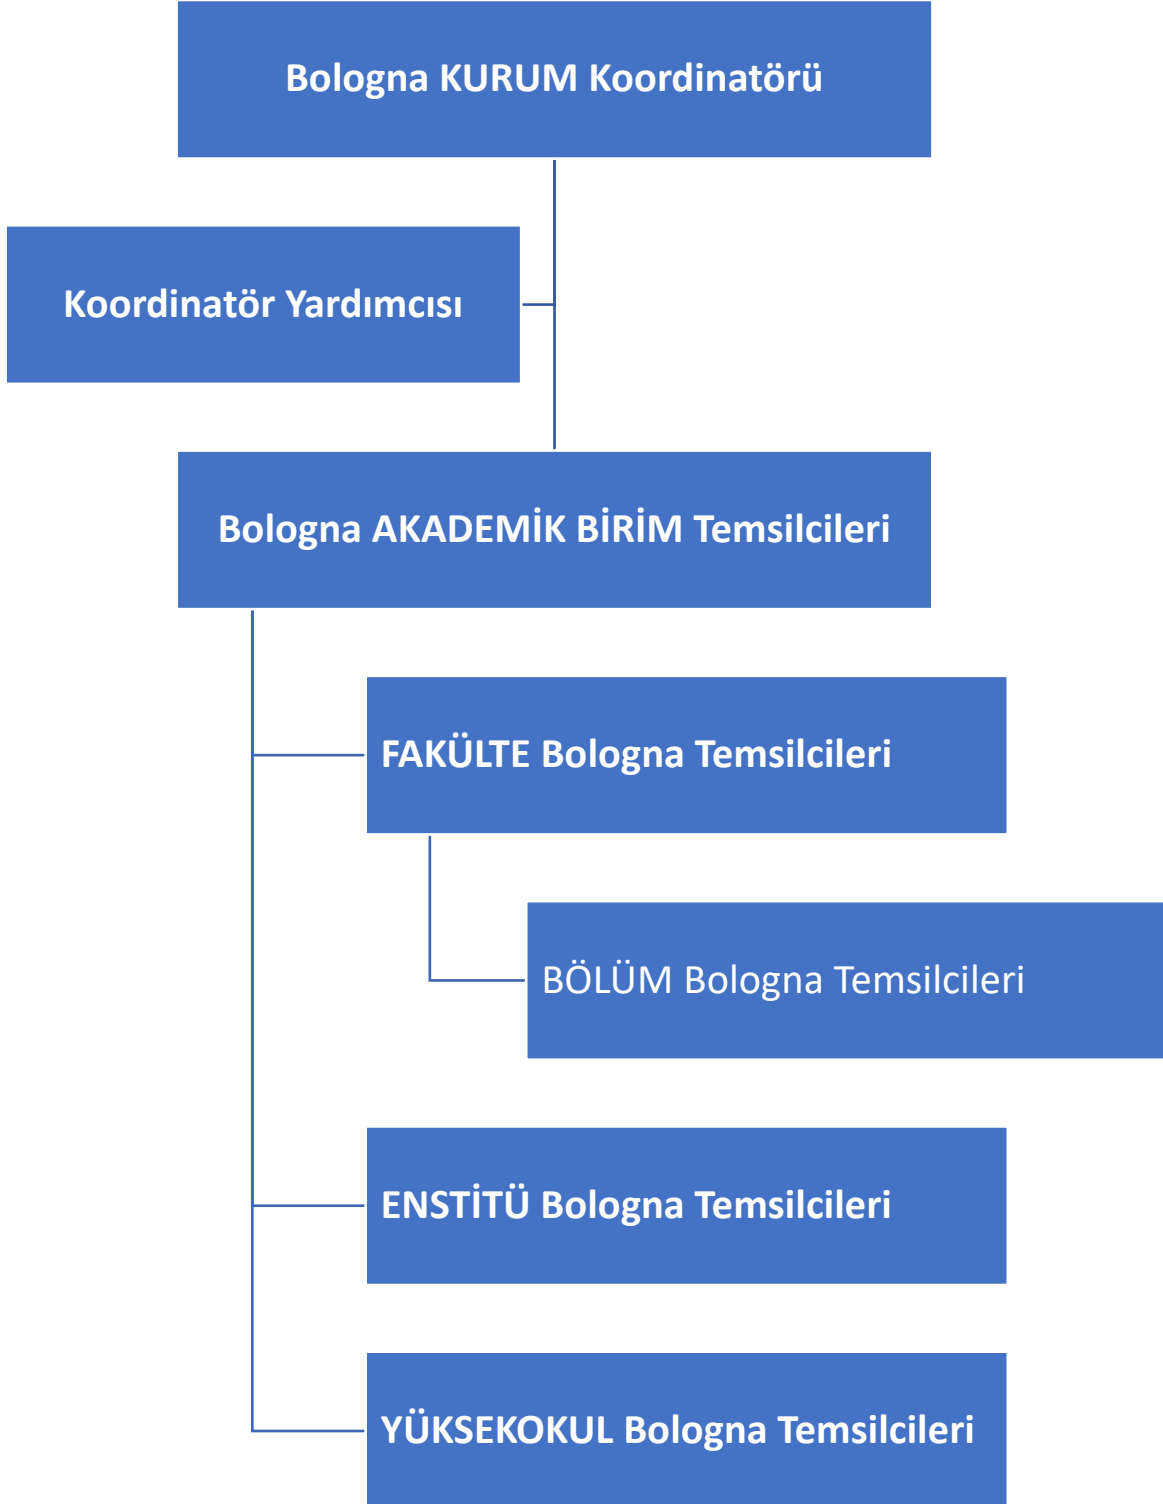 Bologna KURUM Koordinatörü
Koordinatör Yardımcısı
Bologna AKADEMİK BİRİM Temsilcileri
FAKÜLTE Bologna Temsilcileri
BÖLÜM Bologna Temsilcileri
ENSTİTÜ Bologna Temsilcileri
YÜKSEKOKUL Bologna Temsilcileri